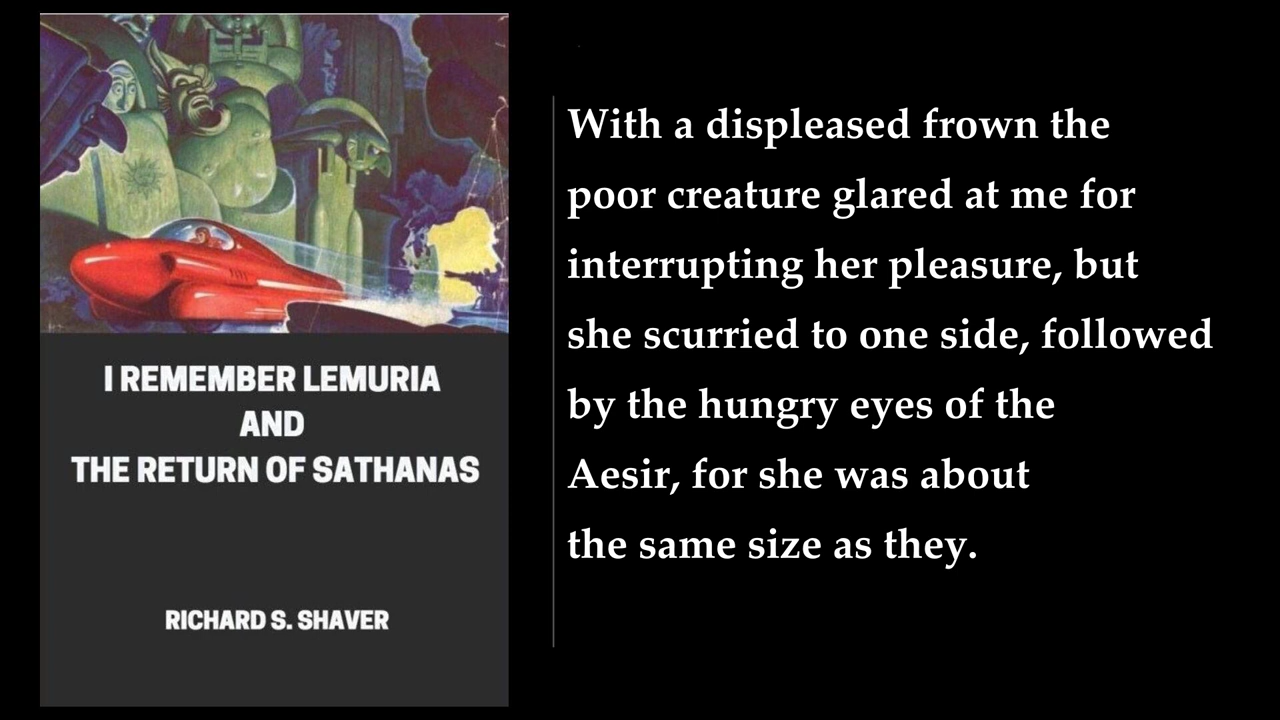 I REMEMBER LEMURIA
AND
THE RETURN OF SATHANAS
RICHARD S. SHAVER
With a displeased frown the
poor creature glared at me for
interrupting her pleasure, but
she scurried to one side, followed
by the hungry eyes of the
Aesir, for she was about
the same size as they.